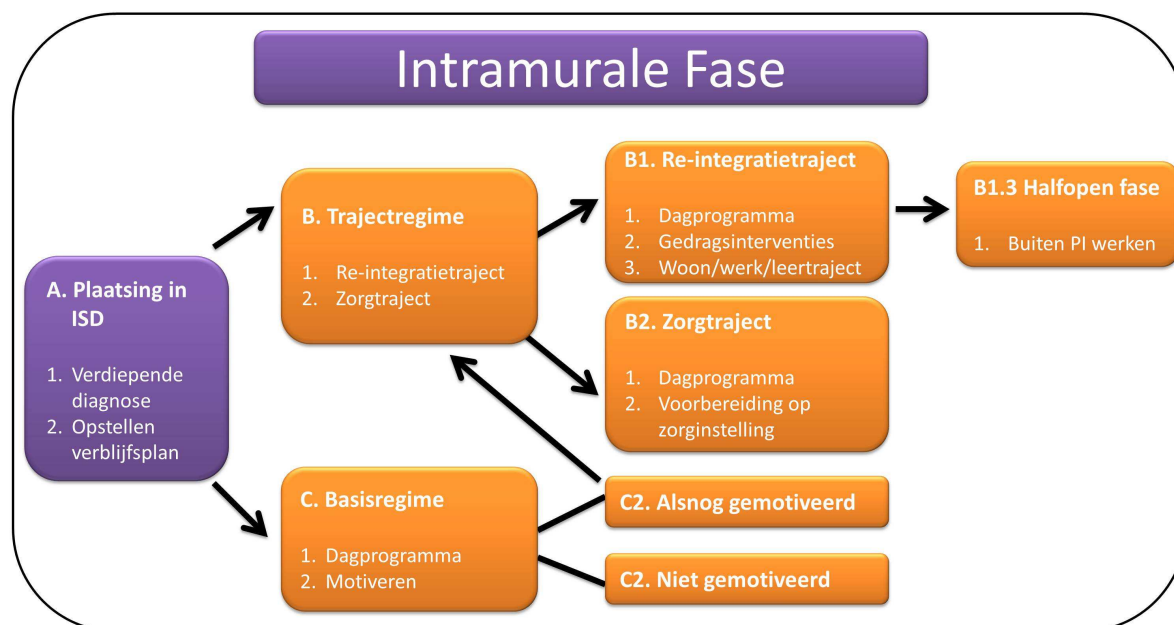 Intramurale Fase
A. Plaatsing in
ISD
1. Verdiepende
diagnose
2. Opstellen
verblijfsplan
B. Trajectregime
1. Re-integratietraject
2. Zorgtraject
B1. Re-integratietraject
1. Dagprogramma
2. Gedragsinterventies
3. Woon/werk/leertraject
B1.3 Halfopen fase
1. Buiten PI werken
B2. Zorgtraject
1. Dagprogramma
2. Voorbereiding op
zorginstelling
C. Basisregime
1. Dagprogramma
2. Motiveren
C2. Alsnog gemotiveerd
C2. Niet gemotiveerd